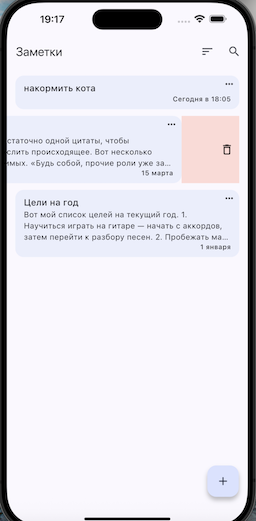 19:17
Заметки
накормить кота
Сегодня в 18:05
статочно одной цитаты, чтобы
слить происходящее. Вот несколько
имых. «Будь собой, прочие роли уже за...
15 марта
Цели на год
Вот мой список целей на текущий год. 1.
Научиться играть на гитаре — начать с аккордов,
затем перейти к разбору песен. 2. Пробежать ма...
1 января